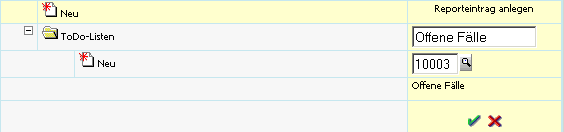 Neu
Reporteintrag anlegen
ToDo-Listen
Offene Fälle
Neu
10003
Offene Fälle